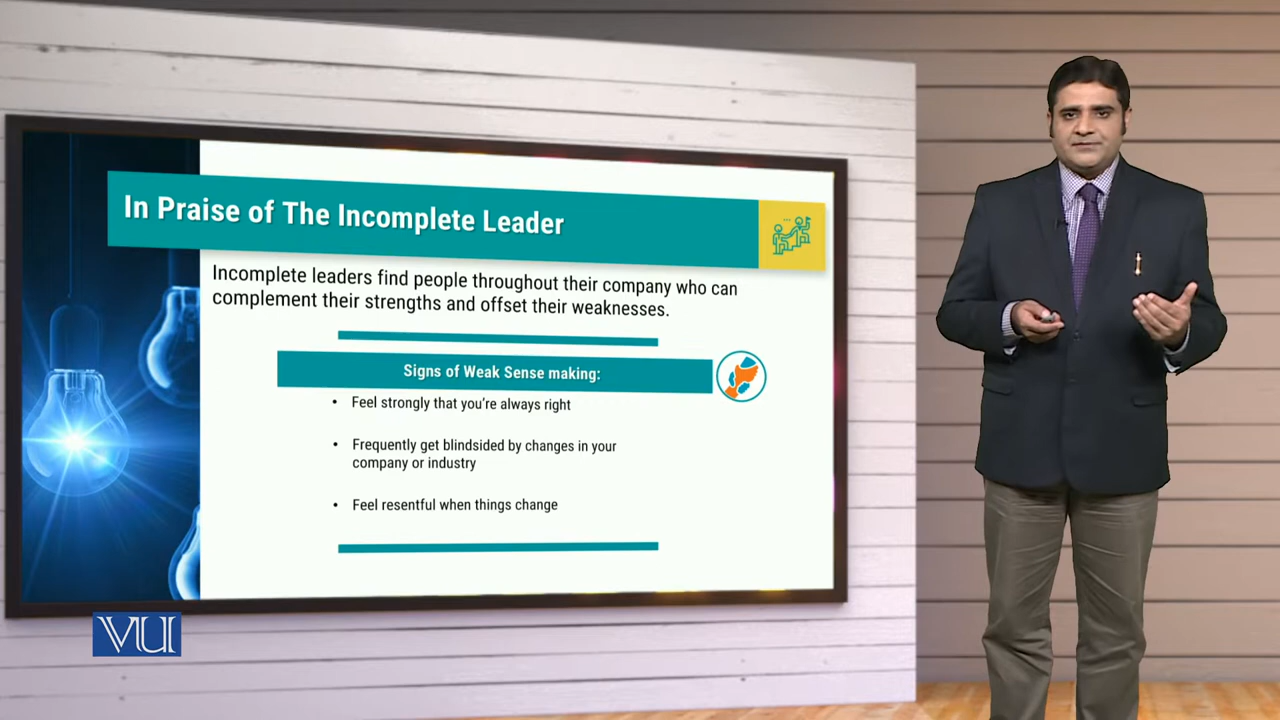 In Praise of The Incomplete Leader
Incomplete leaders find people throughout their company who can
complement their strengths and offset their weaknesses.
Signs of Weak Sense making:
• Feel strongly that you're always right
• Frequently get blindsided by changes in your
company or industry
• Feel resentful when things change
VU